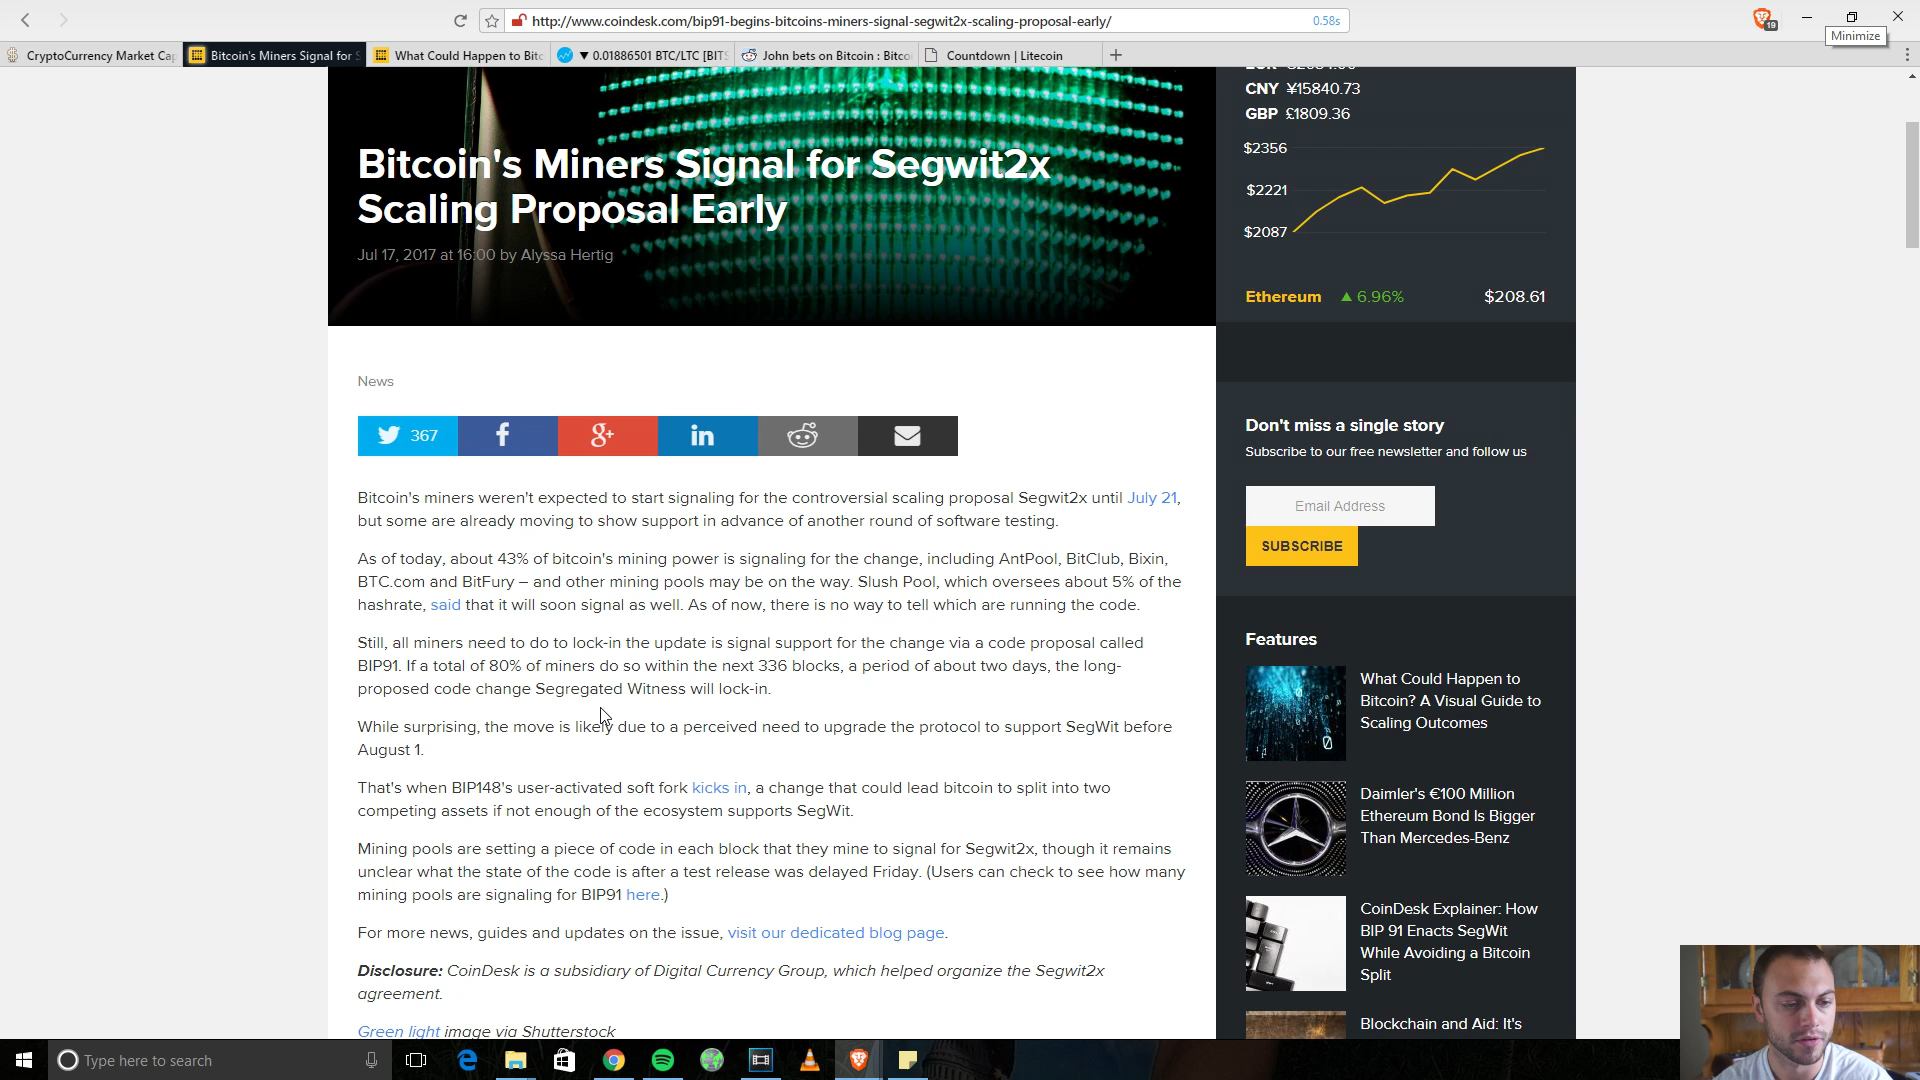 http://www.coindesk.com/bip91-begins-bitcoins-miners-signal-segwit2x-scaling-proposal-early/
0.58s
19
Minimize
CryptoCurrency Market Cap
Bitcoin's Miners Signal for S
What Could Happen to Bitc
▼ 0.01886501 BTC/LTC [BITS
John bets on Bitcoin : Bitco
Countdown | Litecoin
CNY ¥15840.73
GBP £1809.36
$2356
$2221
$2087
Ethereum ▲ 6.96% $208.61
Bitcoin's Miners Signal for Segwit2x
Scaling Proposal Early
Jul 17, 2017 at 16:00 by Alyssa Hertig
News
367
Bitcoin's miners weren't expected to start signaling for the controversial scaling proposal Segwit2x until July 21,
but some are already moving to show support in advance of another round of software testing.
As of today, about 43% of bitcoin's mining power is signaling for the change, including AntPool, BitClub, Bixin,
BTC.com and BitFury – and other mining pools may be on the way. Slush Pool, which oversees about 5% of the
hashrate, said that it will soon signal as well. As of now, there is no way to tell which are running the code.
Still, all miners need to do to lock-in the update is signal support for the change via a code proposal called
BIP91. If a total of 80% of miners do so within the next 336 blocks, a period of about two days, the long-
proposed code change Segregated Witness will lock-in.
While surprising, the move is likely due to a perceived need to upgrade the protocol to support SegWit before
August 1.
That's when BIP148's user-activated soft fork kicks in, a change that could lead bitcoin to split into two
competing assets if not enough of the ecosystem supports SegWit.
Mining pools are setting a piece of code in each block that they mine to signal for Segwit2x, though it remains
unclear what the state of the code is after a test release was delayed Friday. (Users can check to see how many
mining pools are signaling for BIP91 here.)
For more news, guides and updates on the issue, visit our dedicated blog page.
Disclosure: CoinDesk is a subsidiary of Digital Currency Group, which helped organize the Segwit2x
agreement.
Green light image via Shutterstock
Don't miss a single story
Subscribe to our free newsletter and follow us
Email Address
SUBSCRIBE
Features
What Could Happen to
Bitcoin? A Visual Guide to
Scaling Outcomes
Daimler's €100 Million
Ethereum Bond Is Bigger
Than Mercedes-Benz
CoinDesk Explainer: How
BIP 91 Enacts SegWit
While Avoiding a Bitcoin
Split
Blockchain and Aid: It's
Type here to search